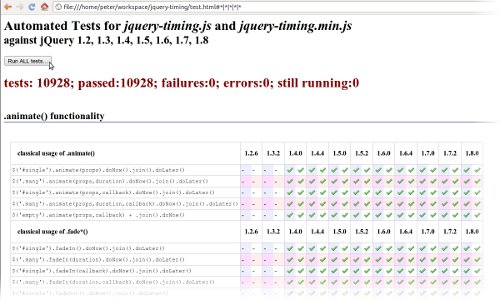 file:///home/peter/workspace/jquery-timing/test.html#*|*|*|*|*
Automated Tests for jquery-timing.js and jquery-timing.min.js
against jQuery 1.2, 1.3, 1.4, 1.5, 1.6, 1.7, 1.8
Run ALL tests...
tests: 10928; passed:10928; failures:0; errors:0; still running:0
.animate() functionality
classical usage of .animate() 1.2.6 1.3.2 1.4.0 1.4.4 1.5.0 1.5.2 1.6.0 1.6.4 1.7.0 1.7.2 1.8.0
$('#single').animate(props).doNow().join().doLater() - -
$('.many').animate(props,duration).doNow().join().doLater() - -
$('#single').animate(props,callback).doNow().join().doLater() - -
$('.many').animate(props,duration,callback).doNow().join().doLater() - -
$('empty').animate(props,callback) + .join().doNow() - -
classical usage of .fade*() 1.2.6 1.3.2 1.4.0 1.4.4 1.5.0 1.5.2 1.6.0 1.6.4 1.7.0 1.7.2 1.8.0
$('#single').fadeIn().doNow().join().doLater() - -
$('.many').fadeIn(duration).doNow().join().doLater() - -
$('#single').fadeIn(callback).doNow().join().doLater() - -